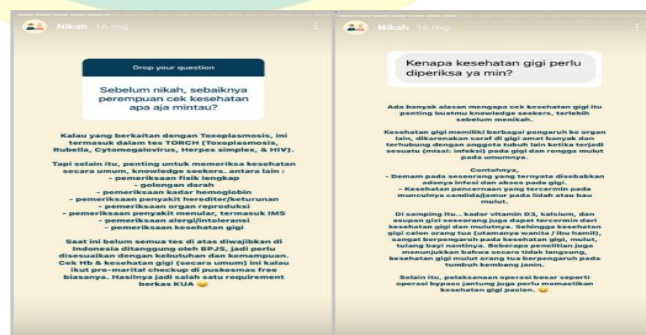 Nikah 16 mg
Drop your question
Sebelum nikah, sebaiknya
perempuan cek kesehatan
apa aja mintau?
Kalau yang berkaitan dengan Toxoplasmosis, ini
termasuk dalam tes TORCH (Toxoplasmosis,
Rubella, Cytomegalovirus, Herpes simplex, & HIV).
Tapi selain itu, penting untuk memeriksa kesehatan
secara umum, knowledge seekers. antara lain :
- pemeriksaan fisik lengkap
- golongan darah
- pemeriksaan kadar hemoglobin
- pemeriksaan penyakit herediter/keturunan
- pemeriksaan organ reproduksi
- pemeriksaan penyakit menular, termasuk IMS
- pemeriksaan alergi/intoleransi
- pemeriksaan kesehatan gigi
Saat ini belum semua tes di atas diwajibkan di
Indonesia ditanggung oleh BPJS, jadi perlu
disesuaikan dengan kebutuhan dan kemampuan.
Cek Hb & kesehatan gigi (secara umum) ini kalau
ikut pre-marital checkup di puskesmas free
biasanya. Hasilnya jadi salah satu requirement
berkas KUA 😄
Nikah 16 mg
Kenapa kesehatan gigi perlu
diperiksa ya min?
Ada banyak alasan mengapa cek kesehatan gigi itu
penting buatmu knowledge seekers, terlebih
sebelum menikah.
Kesehatan gigi memiliki berbagai pengaruh ke organ
lain, dikarenakan saraf di gigi amat banyak dan
terhubung dengan anggota tubuh lain ketika terjadi
sesuatu (misal: infeksi) pada gigi dan rongga mulut
pada umumnya.
Contohnya,
- Demam pada seseorang yang ternyata disebabkan
adanya infesi dan abses pada gigi.
- Kesehatan pencernaan yang tercermin pada
munculnya candida/jamur pada lidah atau bau
mulut.
Di samping itu.. kadar vitamin D3, kalsium, dan
asupan gizi seseorang juga dapat tercermin dari
kesehatan gigi dan mulutnya. Sehingga kesehatan
gigi calon orang tua (utamanya wanita / ibu hamil),
sangat berpengaruh pada kesehatan gigi, mulut,
tulang bayi nantinya. Beberapa penelitian juga
menunjukkan bahwa secara tidak langsung,
kesehatan gigi mulut orang tua berpengaruh pada
tumbuh kembang janin.
Selain itu, pelaksanaan operasi besar seperti
operasi bypass jantung juga perlu memastikan
kesehatan gigi pasien. 😄